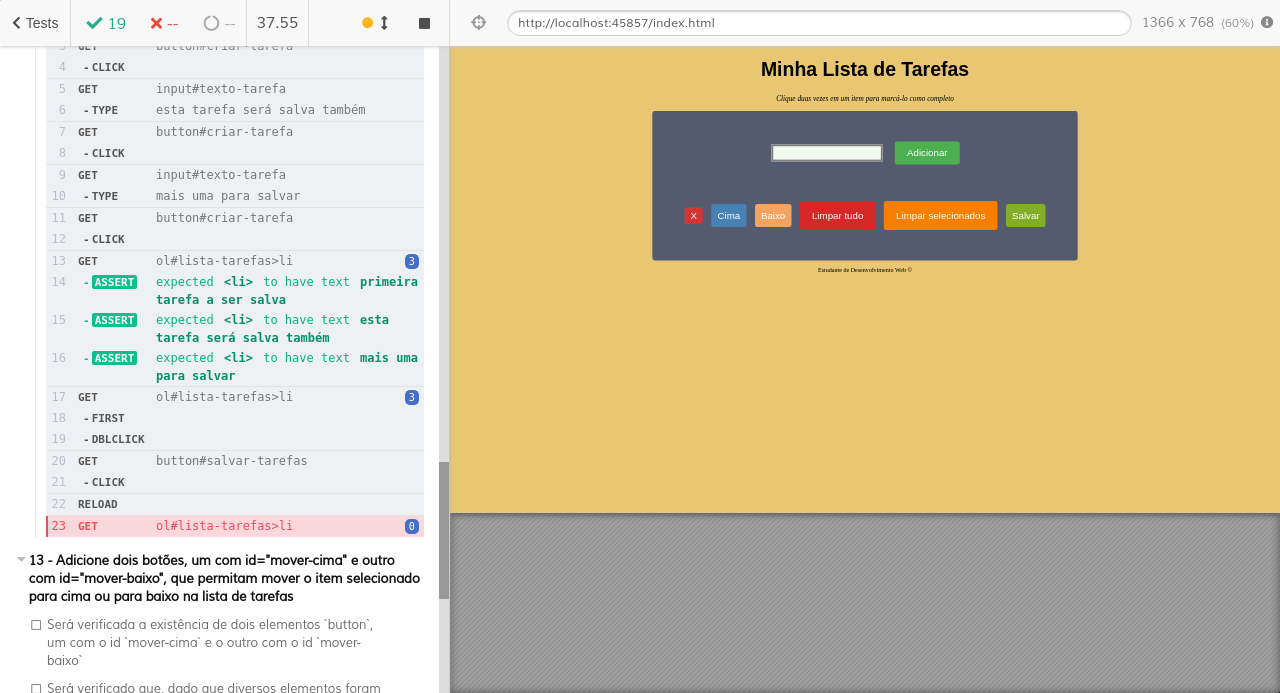 Tests
19
--
--
37.55
http://localhost:45857/index.html
1366 x 768 (60%)
3 GET button#criar-tarefa
4 - CLICK
5 GET input#texto-tarefa
6 - TYPE esta tarefa será salva também
7 GET button#criar-tarefa
8 - CLICK
9 GET input#texto-tarefa
10 - TYPE mais uma para salvar
11 GET button#criar-tarefa
12 - CLICK
13 GET ol#lista-tarefas>li 3
14 - ASSERT expected <li> to have text primeira
tarefa a ser salva
15 - ASSERT expected <li> to have text esta
tarefa será salva também
16 - ASSERT expected <li> to have text mais uma
para salvar
17 GET ol#lista-tarefas>li 3
18 - FIRST
19 - DBLCLICK
20 GET button#salvar-tarefas
21 - CLICK
22 RELOAD
23 GET ol#lista-tarefas>li 0
13 - Adicione dois botões, um com id="mover-cima" e outro
com id="mover-baixo", que permitam mover o item selecionado
para cima ou para baixo na lista de tarefas
Será verificada a existência de dois elementos `button`,
um com o id `mover-cima` e o outro com o id `mover-
baixo`
Será verificado que, dado que diversos elementos foram
Minha Lista de Tarefas
Clique duas vezes em um item para marcá-lo como completo
Adicionar
X Cima Baixo Limpar tudo Limpar selecionados Salvar
Estudante de Desenvolvimento Web ©